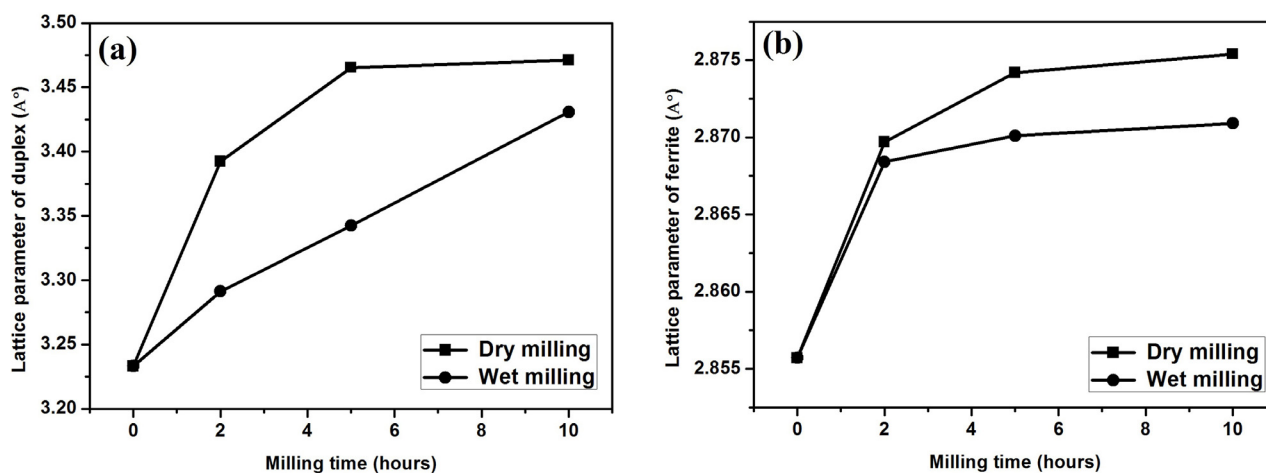 (a)
Lattice parameter of duplex (A°)
3.50
3.45
3.40
3.35
3.30
3.25
3.20
0 2 4 6 8 10
Milling time (hours)
Dry milling
Wet milling
(b)
Lattice parameter of ferrite (A°)
2.875
2.870
2.865
2.860
2.855
0 2 4 6 8 10
Milling time (hours)
Dry milling
Wet milling